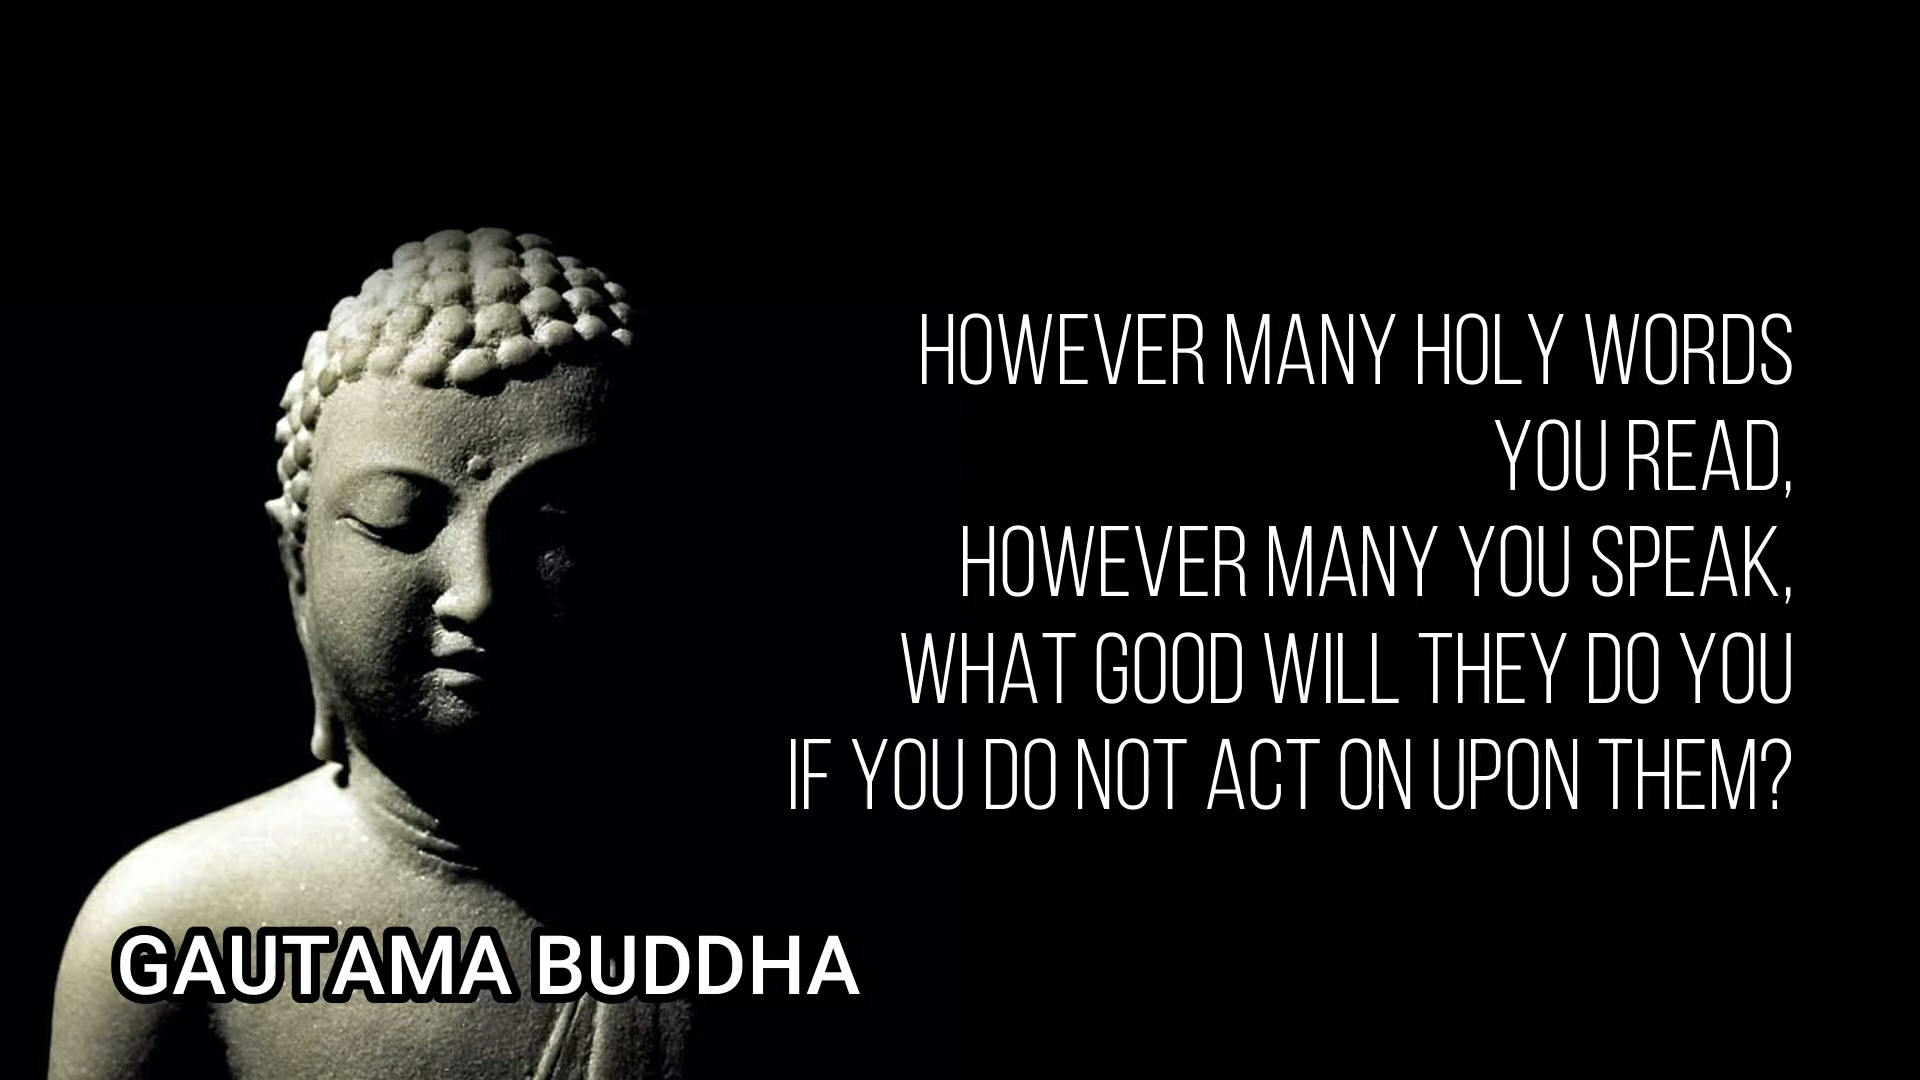 HOWEVER MANY HOLY WORDS
YOU READ,
HOWEVER MANY YOU SPEAK,
WHAT GOOD WILL THEY DO YOU
IF YOU DO NOT ACT ON UPON THEM?
GAUTAMA BUDDHA